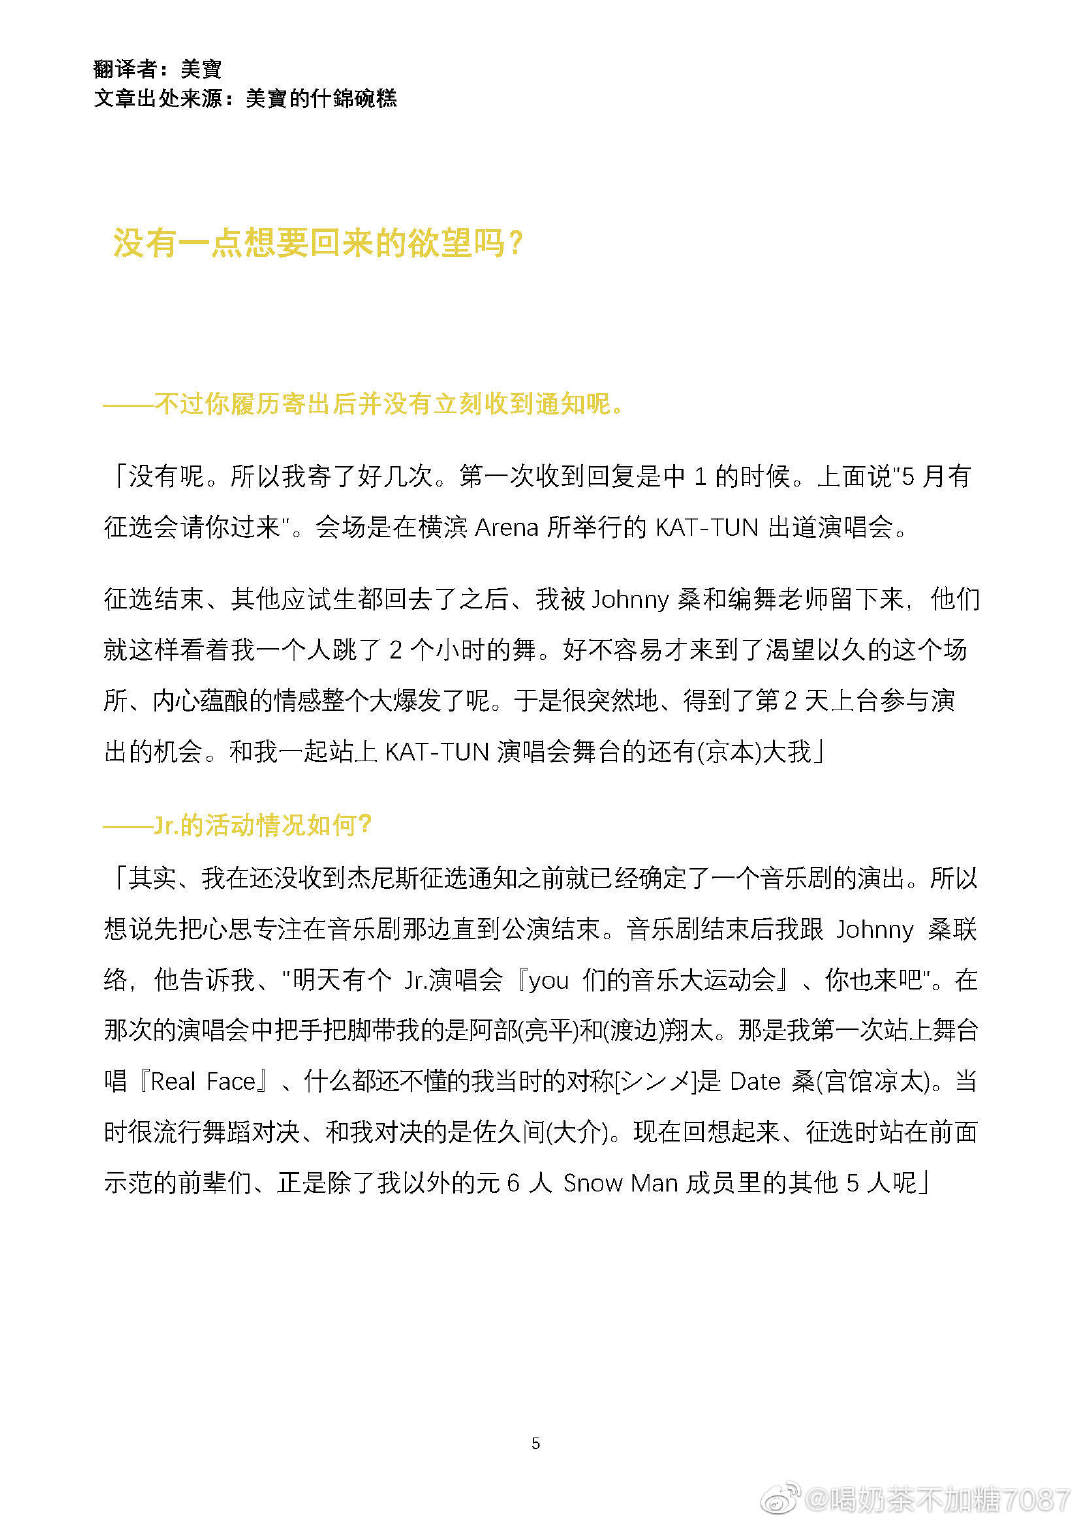 翻译者：美寶
文章出处来源：美寶的什錦碗糕
没有一点想要回来的欲望吗？
——不过你履历寄出后并没有立刻收到通知呢。
「没有呢。所以我寄了好几次。第一次收到回复是中 1 的时候。上面说"5 月有
征选会请你过来"。会场是在横滨 Arena 所举行的 KAT-TUN 出道演唱会。
征选结束、其他应试生都回去了之后、我被 Johnny 桑和编舞老师留下来，他们
就这样看着我一个人跳了 2 个小时的舞。好不容易才来到了渴望以久的这个场
所、内心蕴酿的情感整个大爆发了呢。于是很突然地、得到了第 2 天上台参与演
出的机会。和我一起站上 KAT-TUN 演唱会舞台的还有(京本)大我」
——Jr.的活动情况如何？
「其实、我在还没收到杰尼斯征选通知之前就已经确定了一个音乐剧的演出。所以
想说先把心思专注在音乐剧那边直到公演结束。音乐剧结束后我跟 Johnny 桑联
络，他告诉我、"明天有个 Jr.演唱会『you 们的音乐大运动会』、你也来吧"。在
那次的演唱会中把手把脚带我的是阿部(亮平)和(渡边)翔太。那是我第一次站上舞台
唱『Real Face』、什么都还不懂的我当时的对称[シンメ]是 Date 桑(宫馆凉太)。当
时很流行舞蹈对决、和我对决的是佐久间(大介)。现在回想起来、征选时站在前面
示范的前辈们、正是除了我以外的元 6 人 Snow Man 成员里的其他 5 人呢」
5
@喝奶茶不加糖7087